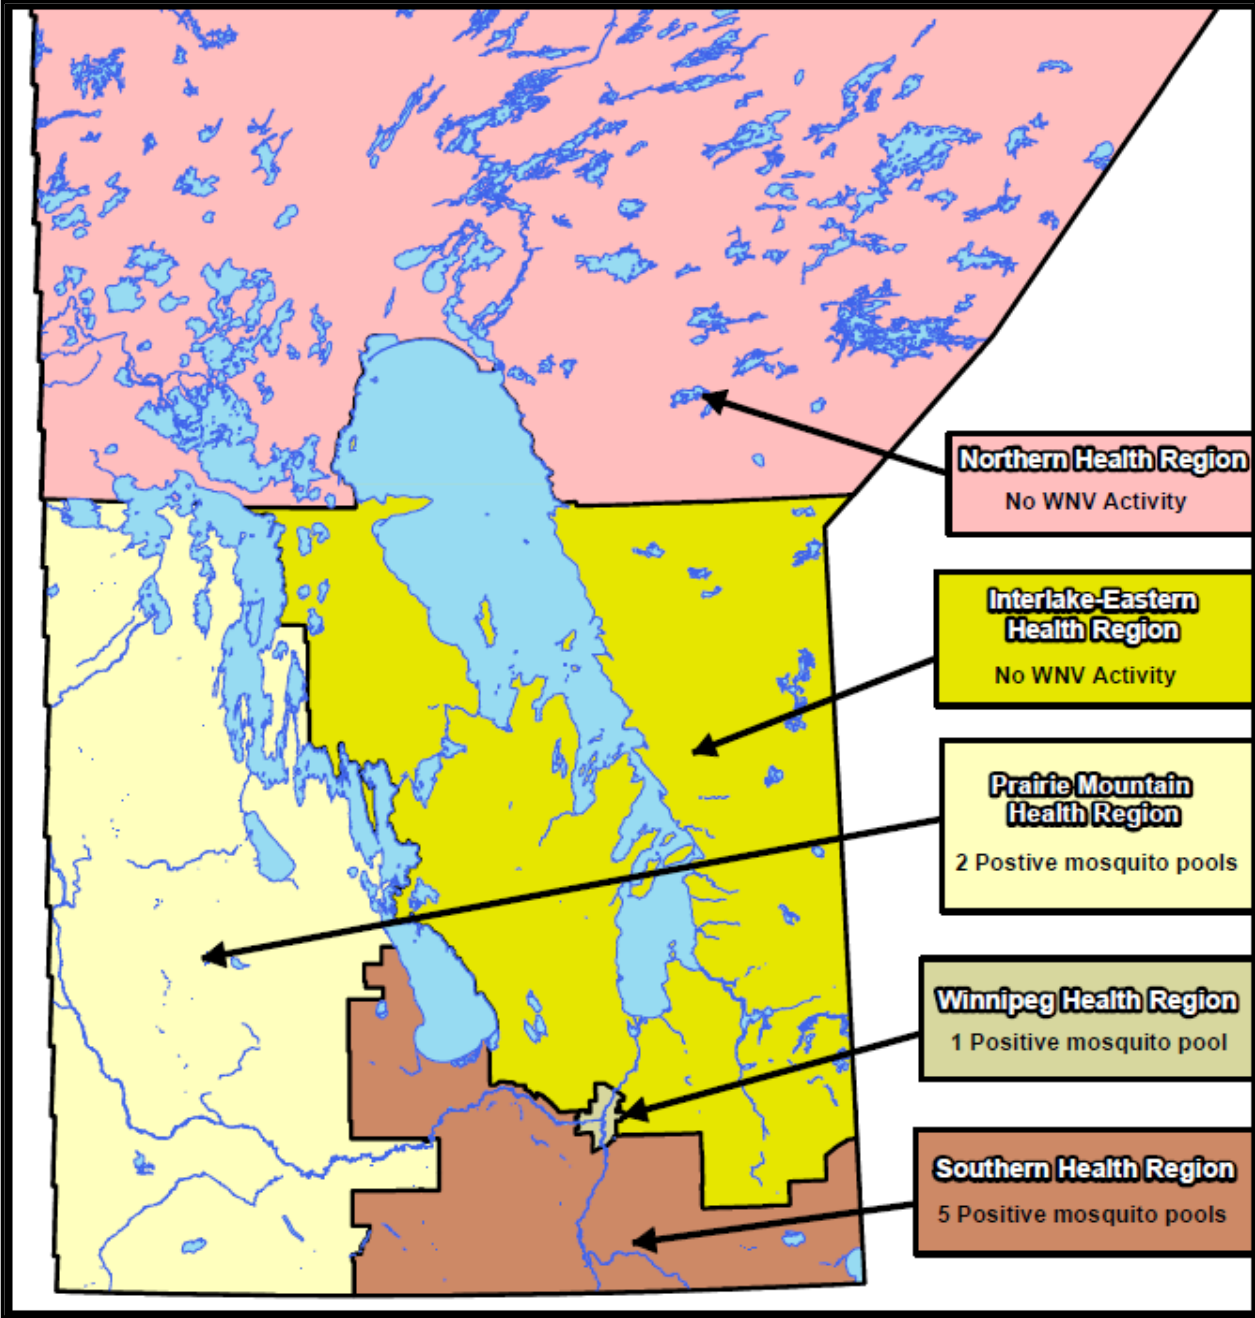 Northern Health Region
No WNV Activity
Interlake-Eastern
Health Region
No WNV Activity
Prairie Mountain
Health Region
2 Postive mosquito pools
Winnipeg Health Region
1 Positive mosquito pool
Southern Health Region
5 Positive mosquito pools